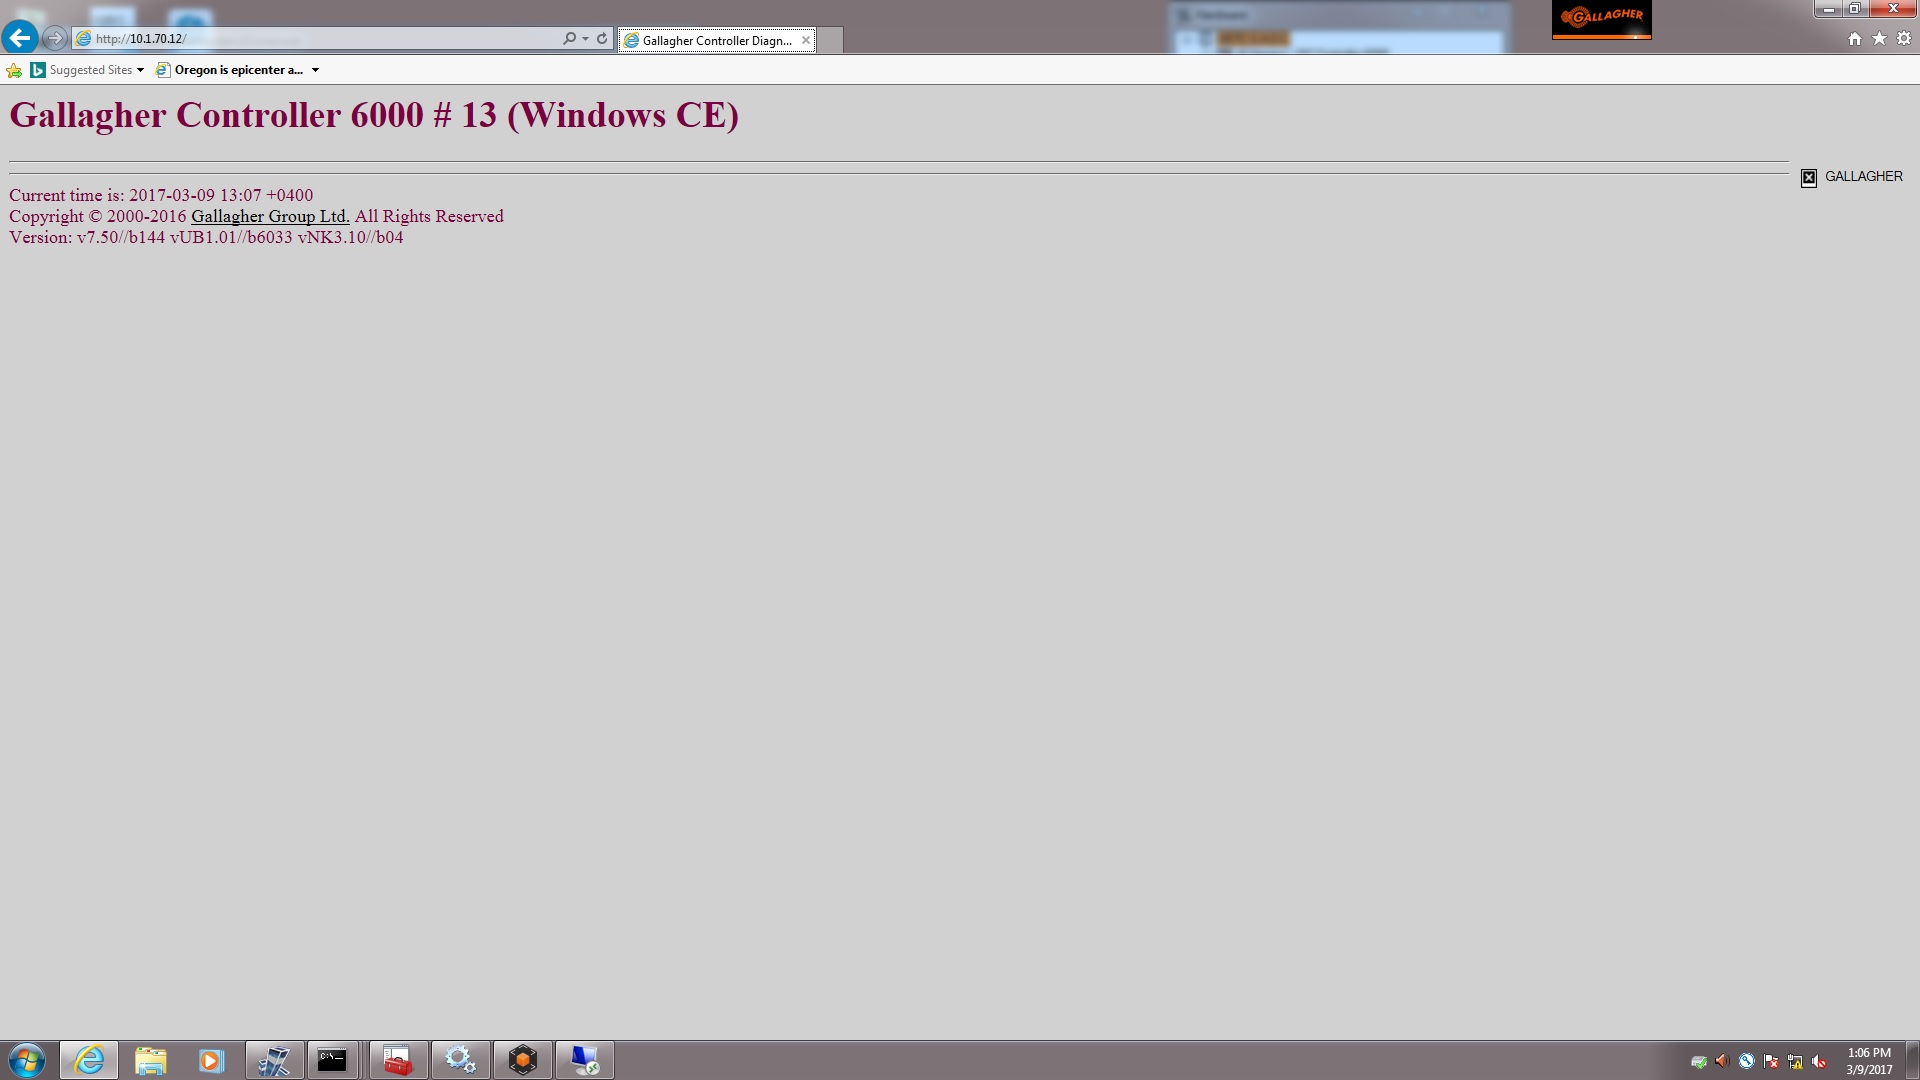 GALLAGHER
http://10.1.70.12/
Gallagher Controller Diagn...
Suggested Sites
Oregon is epicenter a...
Gallagher Controller 6000 # 13 (Windows CE)
GALLAGHER
Current time is: 2017-03-09 13:07 +0400
Copyright © 2000-2016 Gallagher Group Ltd. All Rights Reserved
Version: v7.50//b144 vUB1.01//b6033 vNK3.10//b04
C:\_
1:06 PM
3/9/2017